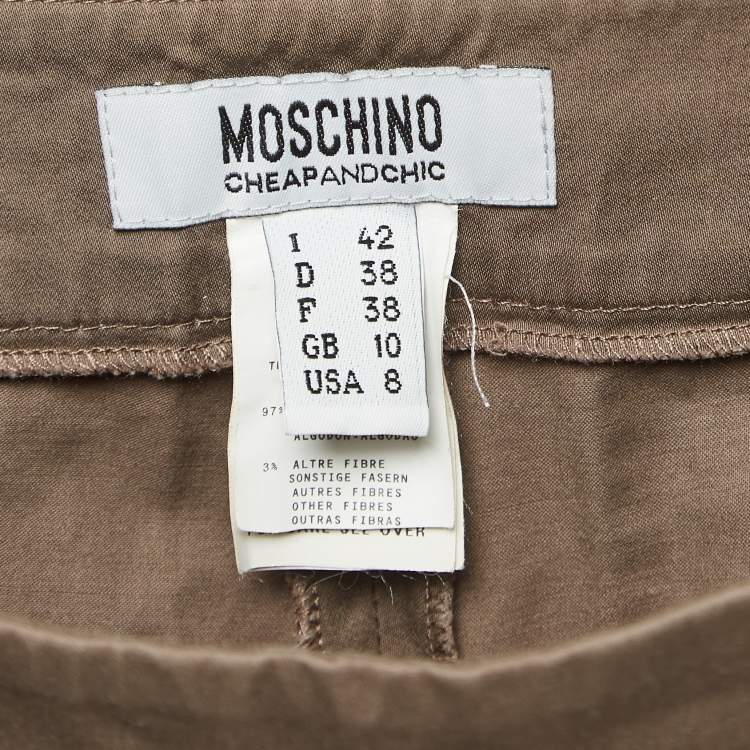 MOSCHINO
CHEAPANDCHIC
I 42
D 38
F 38
GB 10
USA 8
97%
ALGODON-ALGODAO
3% ALTRE FIBRE
SONSTIGE FASERN
AUTRES FIBRES
OTHER FIBRES
OUTRAS FIBRAS
SEE OVER